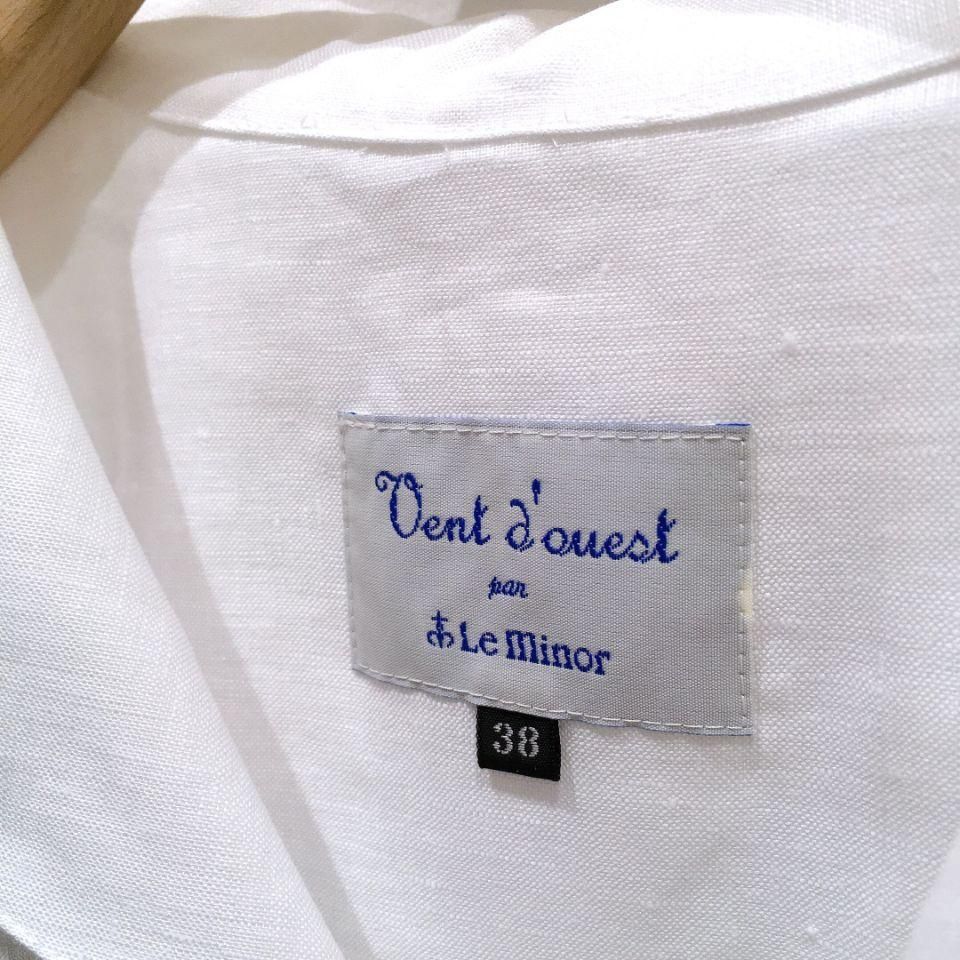 Vent d'ouest
par
Le minor
38